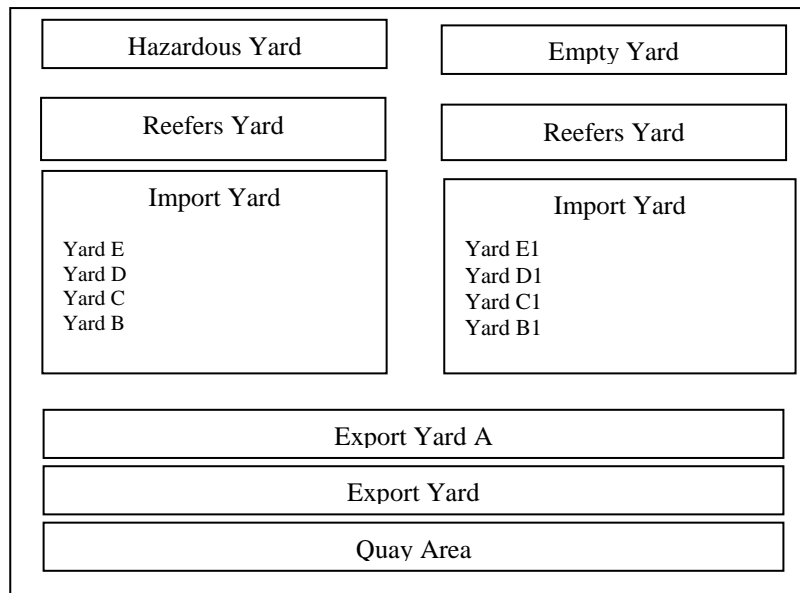 Hazardous Yard
Empty Yard
Reefers Yard
Reefers Yard
Import Yard
Yard E
Yard D
Yard C
Yard B
Import Yard
Yard E1
Yard D1
Yard C1
Yard B1
Export Yard A
Export Yard
Quay Area